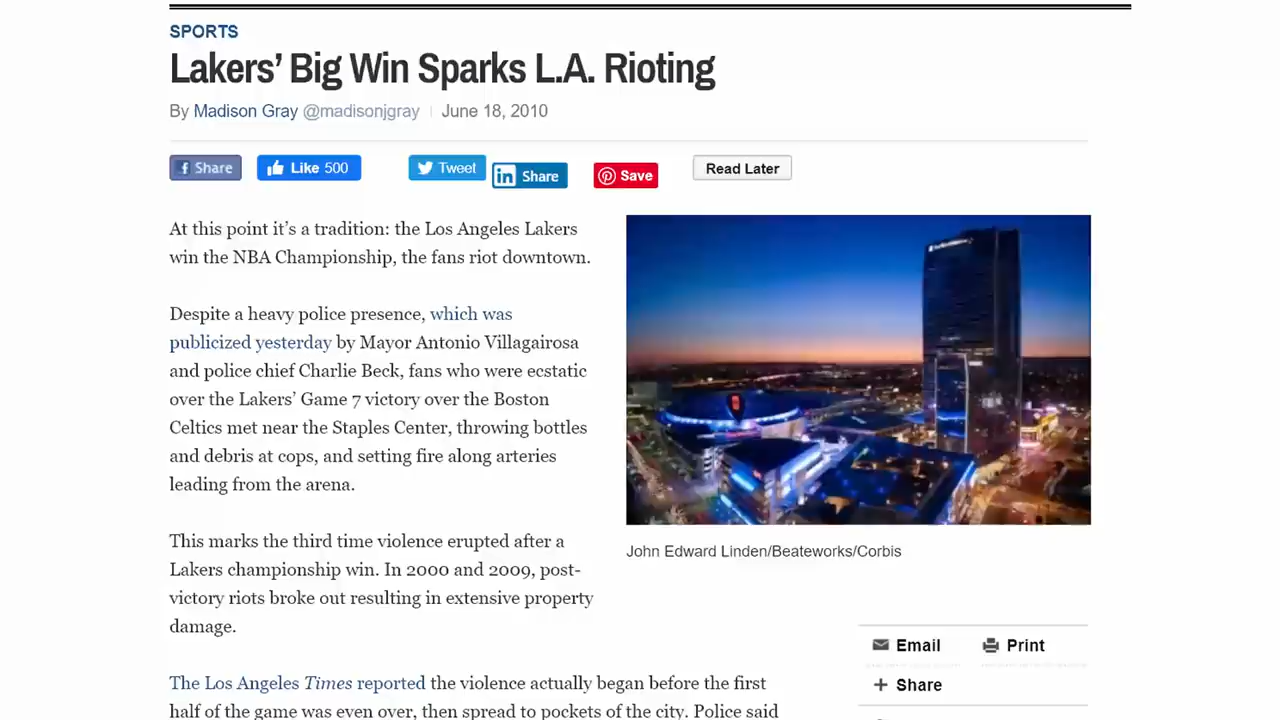 SPORTS
Lakers’ Big Win Sparks L.A. Rioting
By Madison Gray @madisonjgray | June 18, 2010
Share Like 500 Tweet in Share Save Read Later
At this point it’s a tradition: the Los Angeles Lakers
win the NBA Championship, the fans riot downtown.
Despite a heavy police presence, which was
publicized yesterday by Mayor Antonio Villagairosa
and police chief Charlie Beck, fans who were ecstatic
over the Lakers’ Game 7 victory over the Boston
Celtics met near the Staples Center, throwing bottles
and debris at cops, and setting fire along arteries
leading from the arena.
This marks the third time violence erupted after a
Lakers championship win. In 2000 and 2009, post-
victory riots broke out resulting in extensive property
damage.
The Los Angeles Times reported the violence actually began before the first
half of the game was even over, then spread to pockets of the city. Police said
John Edward Linden/Beateworks/Corbis
Email Print
+ Share